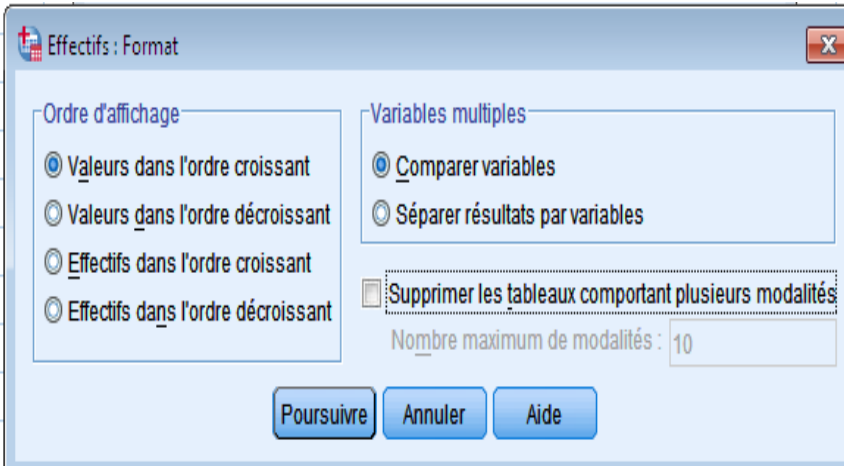 Effectifs : Format
Ordre d'affichage
Valeurs dans l'ordre croissant
Valeurs dans l'ordre décroissant
Effectifs dans l'ordre croissant
Effectifs dans l'ordre décroissant
Variables multiples
Comparer variables
Séparer résultats par variables
Supprimer les tableaux comportant plusieurs modalités
Nombre maximum de modalités : 10
Poursuivre Annuler Aide